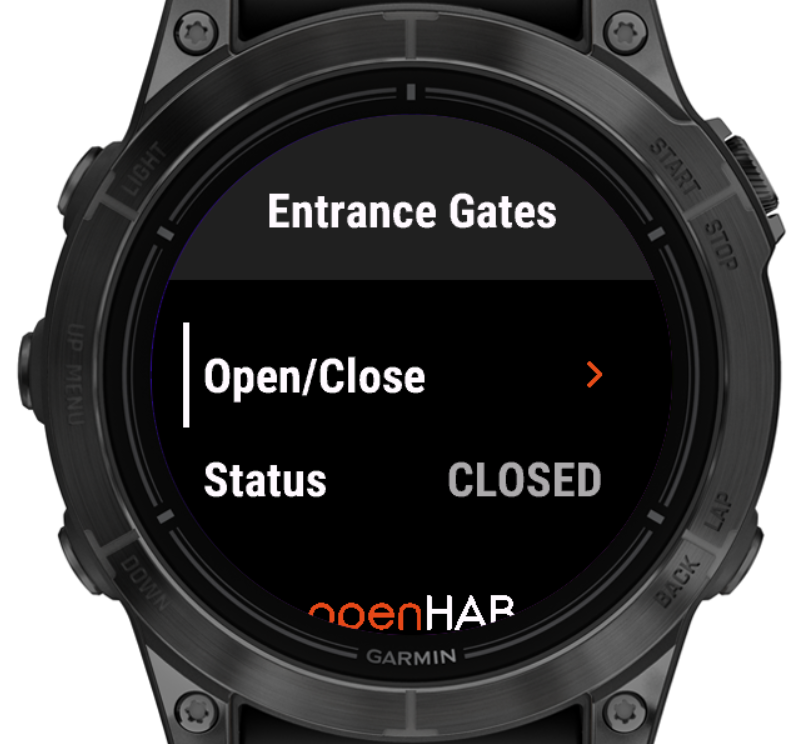 LIGHT
START
STOP
Entrance Gates
UP MENU
Open/Close
Status CLOSED
LAP
DOWN
BACK
openHAB
GARMIN